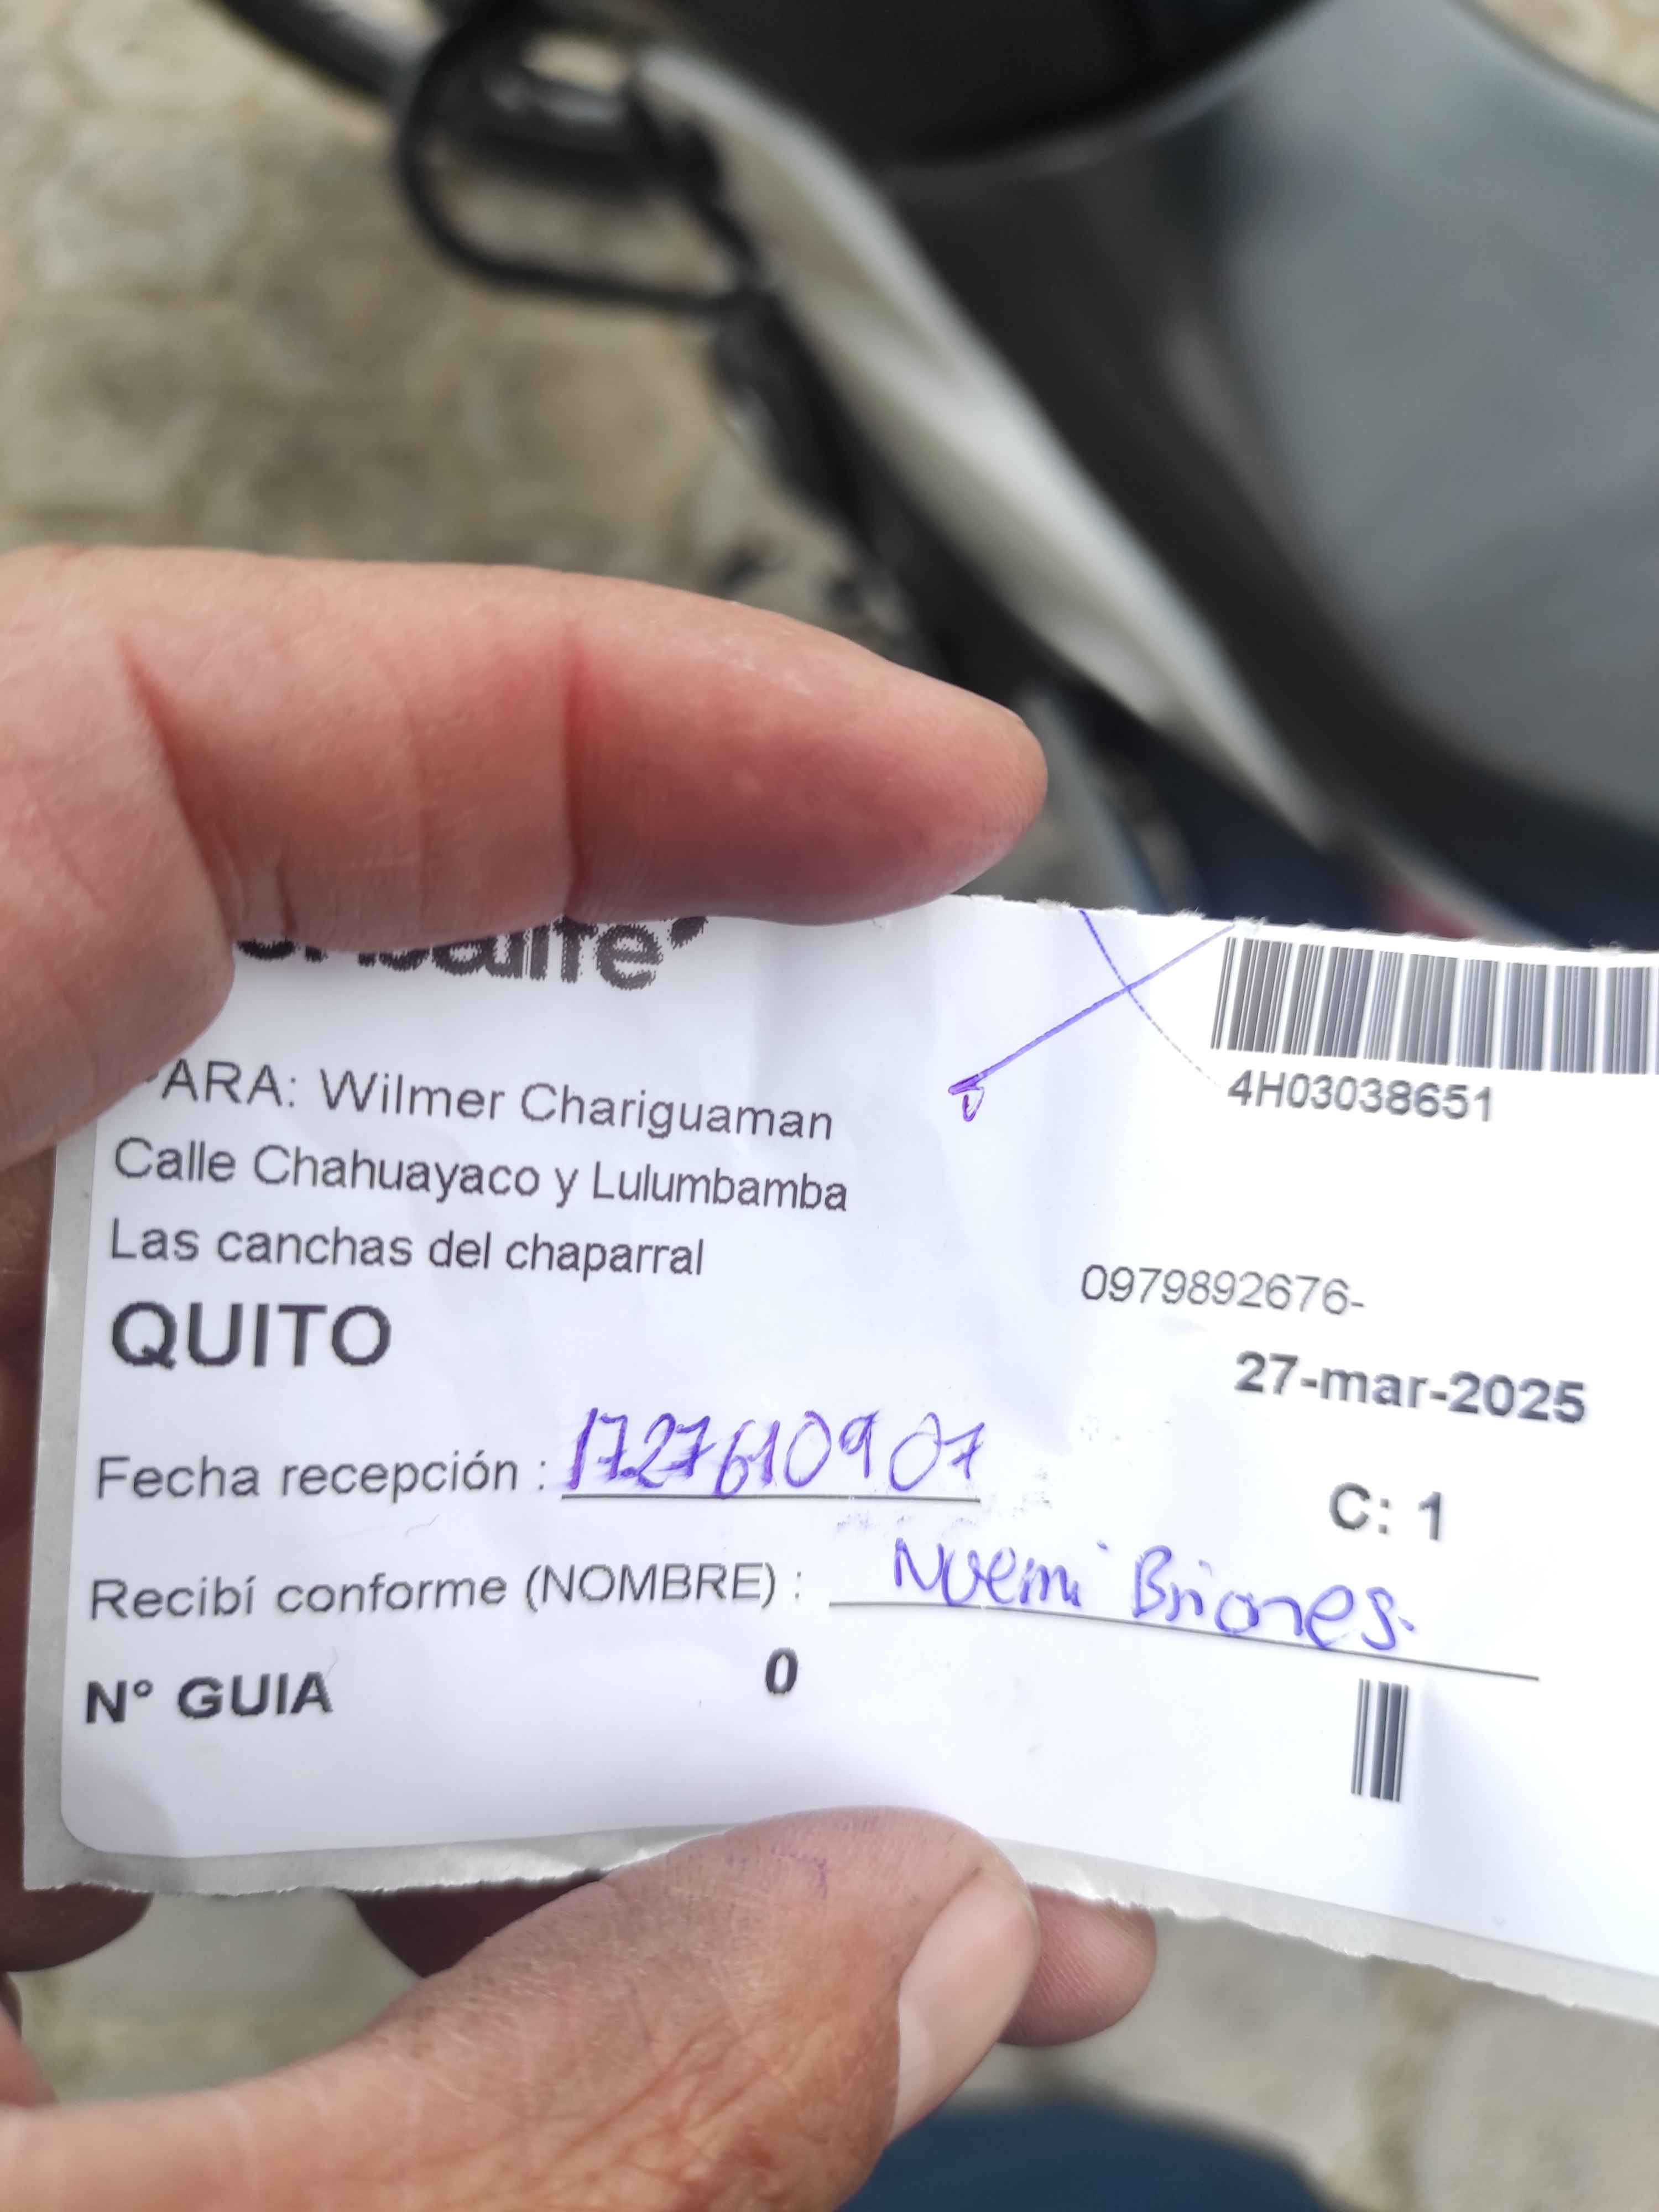 PARA: Wilmer Chariguaman
4H03038651
Calle Chahuayaco y Lulumbamba
Las canchas del chaparral
0979892676-
QUITO
27-mar-2025
Fecha recepción : 1727610907
C: 1
Recibí conforme (NOMBRE) : Nuemi Briones.
N° GUIA 0